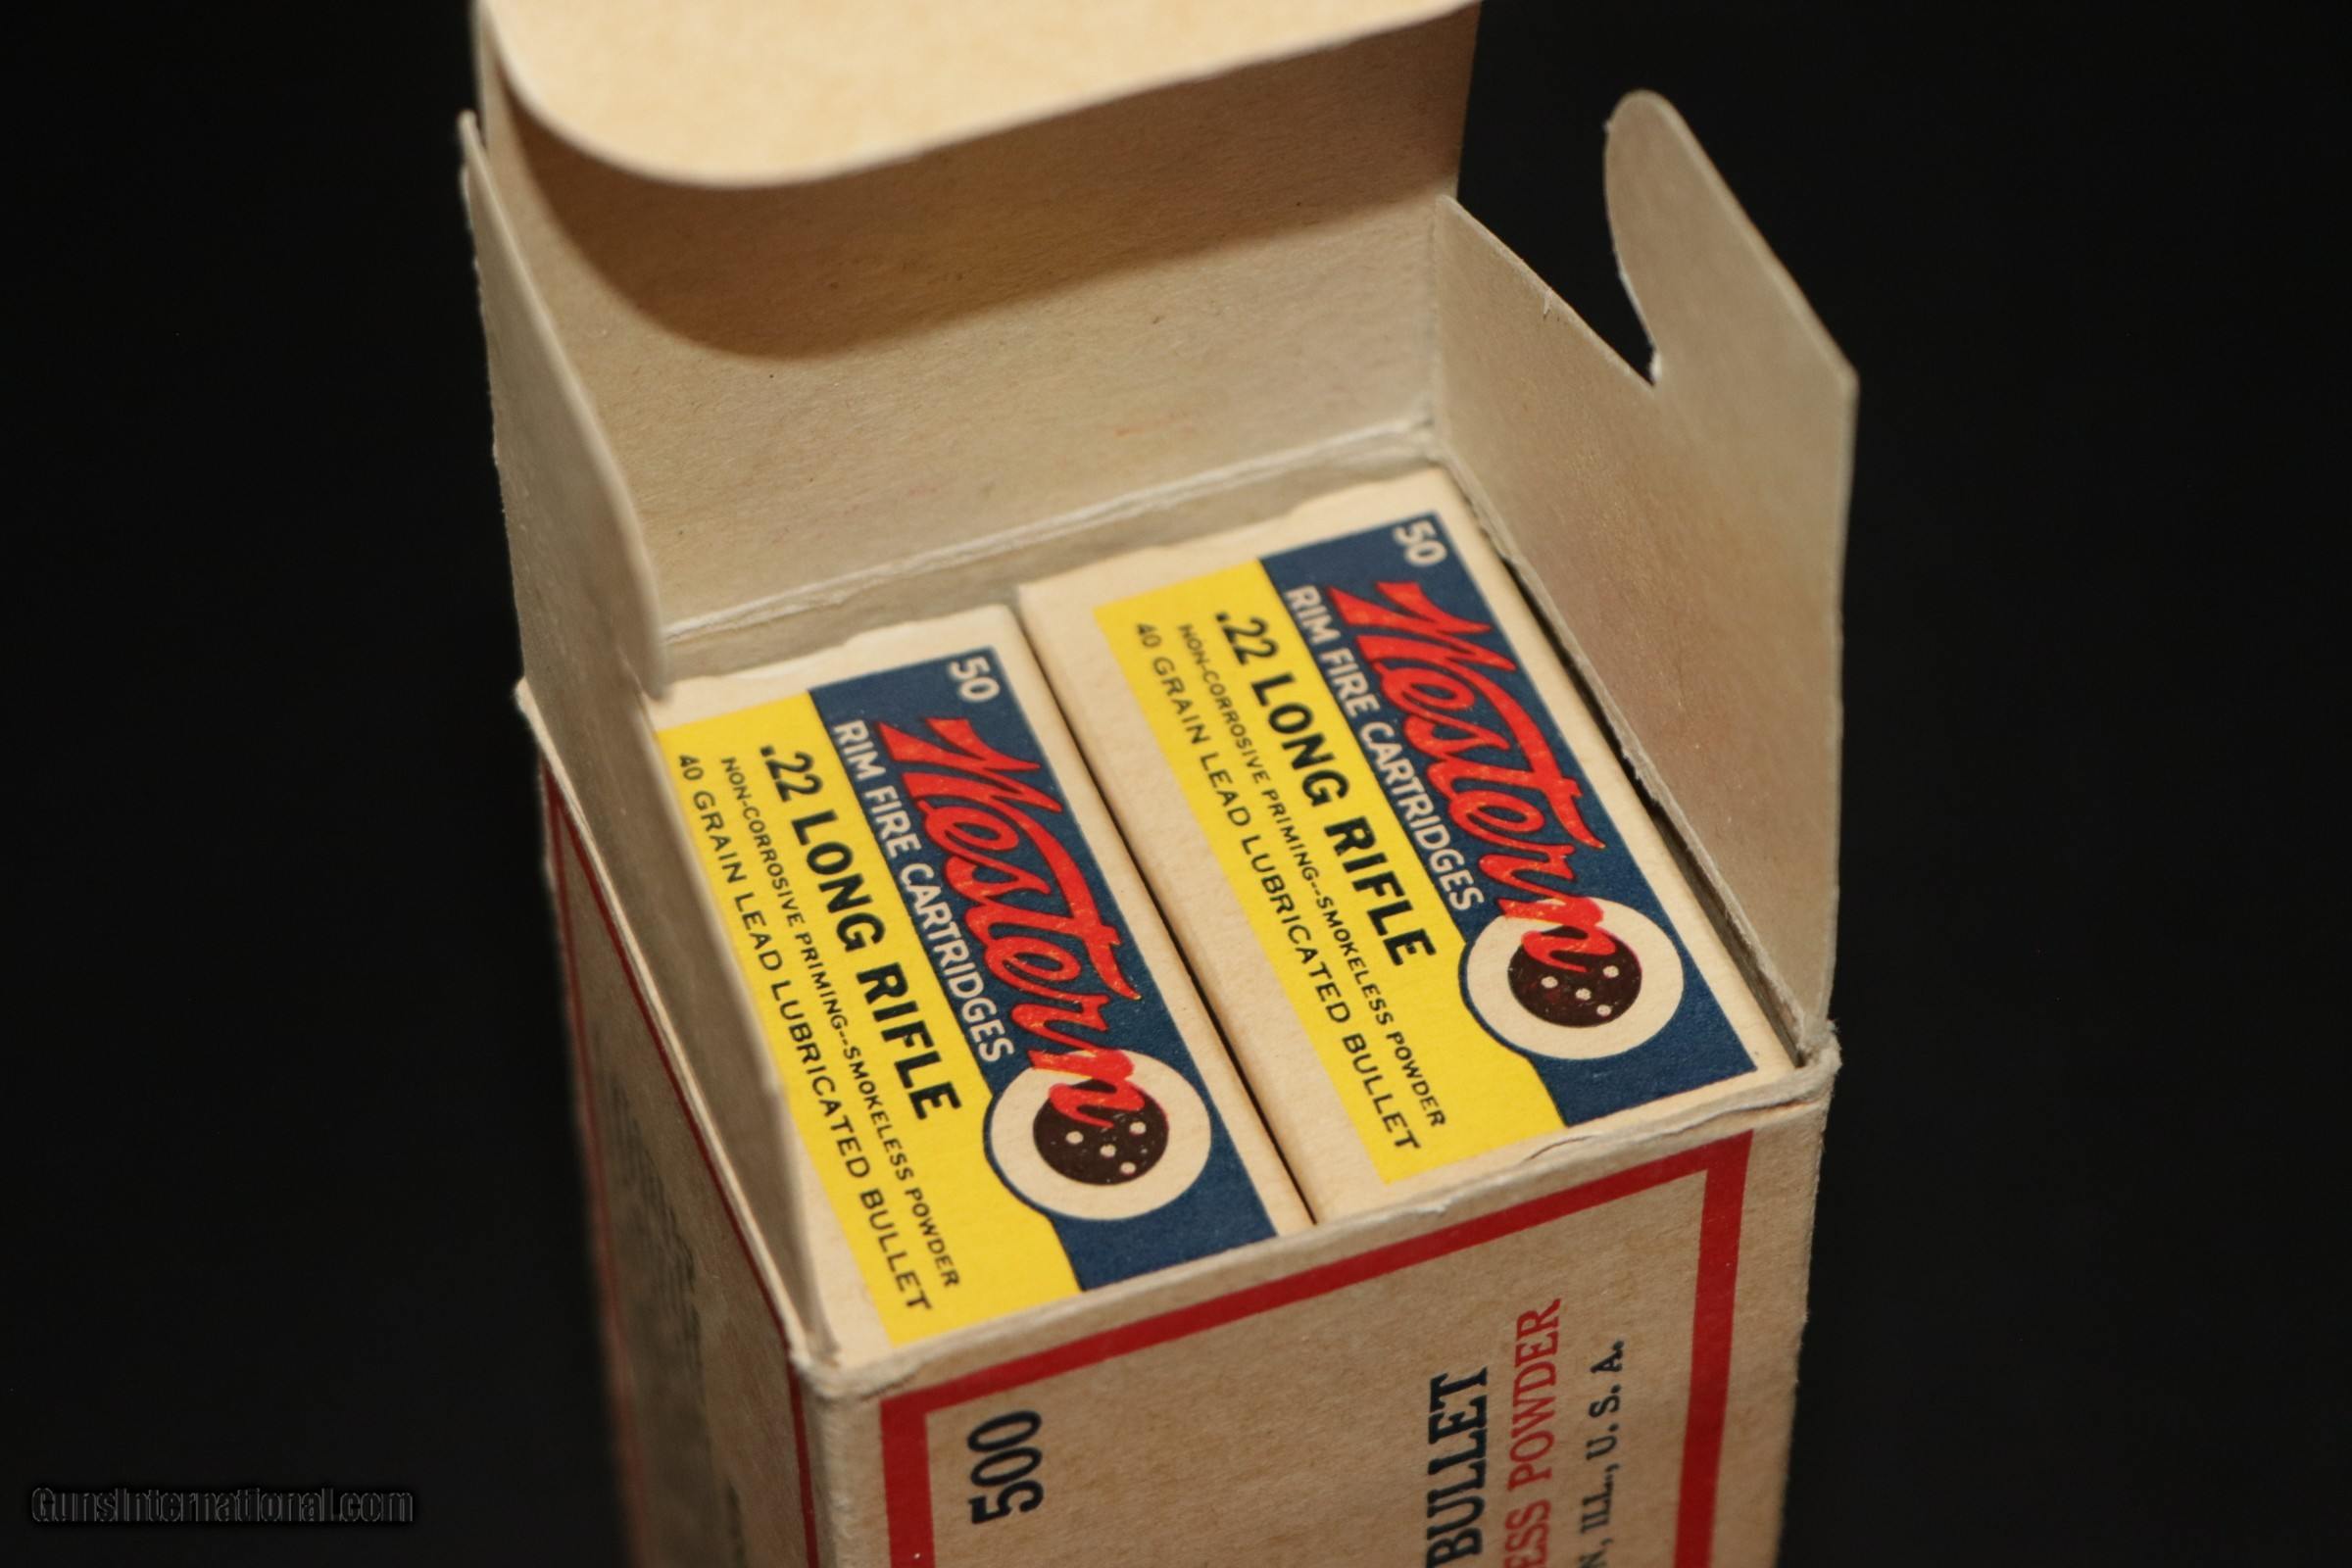 50
Western
RIM FIRE CARTRIDGES
.22 LONG RIFLE
NON-CORROSIVE PRIMING--SMOKELESS POWDER
40 GRAIN LEAD LUBRICATED BULLET
50
Western
RIM FIRE CARTRIDGES
.22 LONG RIFLE
NON-CORROSIVE PRIMING--SMOKELESS POWDER
40 GRAIN LEAD LUBRICATED BULLET
500
BULLET
ESS POWDER
N, ILL., U. S. A.
GunsInternational.com